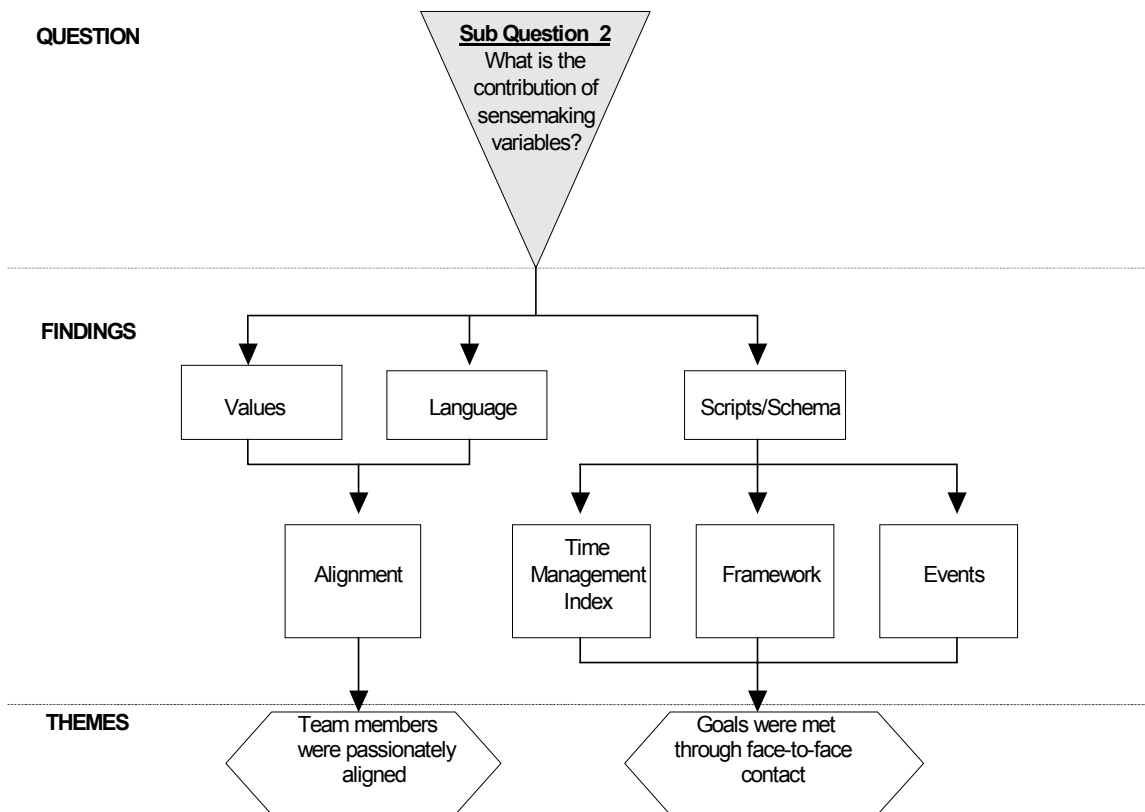 QUESTION
Sub Question 2
What is the
contribution of
sensemaking
variables?
FINDINGS
Values
Language
Scripts/Schema
Alignment
Time
Management
Index
Framework
Events
THEMES
Team members
were passionately
aligned
Goals were met
through face-to-face
contact